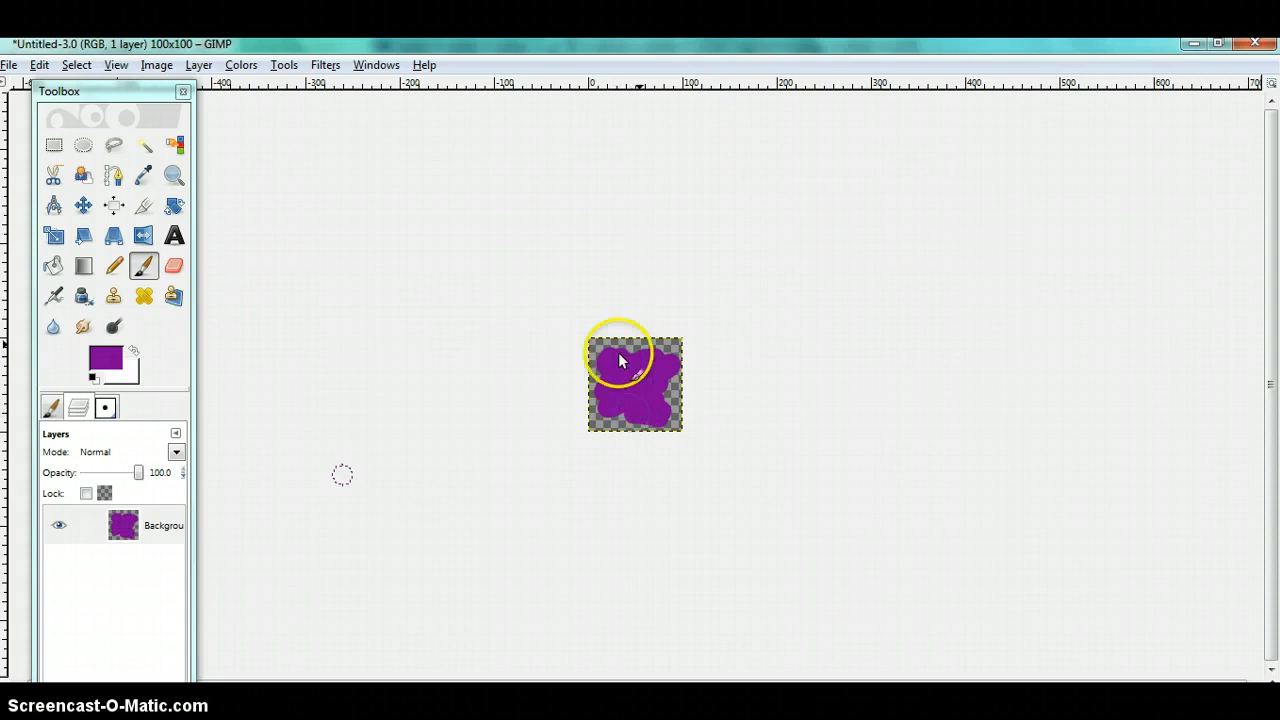 *Untitled-3.0 (RGB, 1 layer) 100x100 – GIMP
File Edit Select View Image Layer Colors Tools Filters Windows Help
-400 -300 -200 -100 0 100 200 300 400 500 600 700
Toolbox
Layers
Mode: Normal
Opacity: 100.0
Lock:
Backgrou
Screencast-O-Matic.com